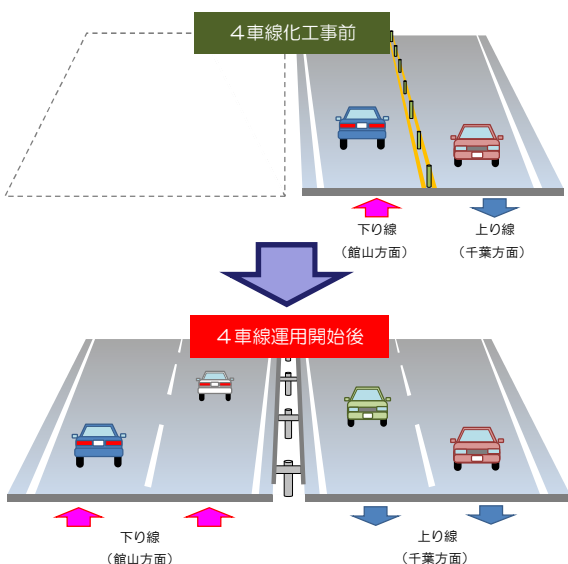 ４車線化工事前
下り線
（館山方面）
上り線
（千葉方面）
４車線運用開始後
下り線
（館山方面）
上り線
（千葉方面）